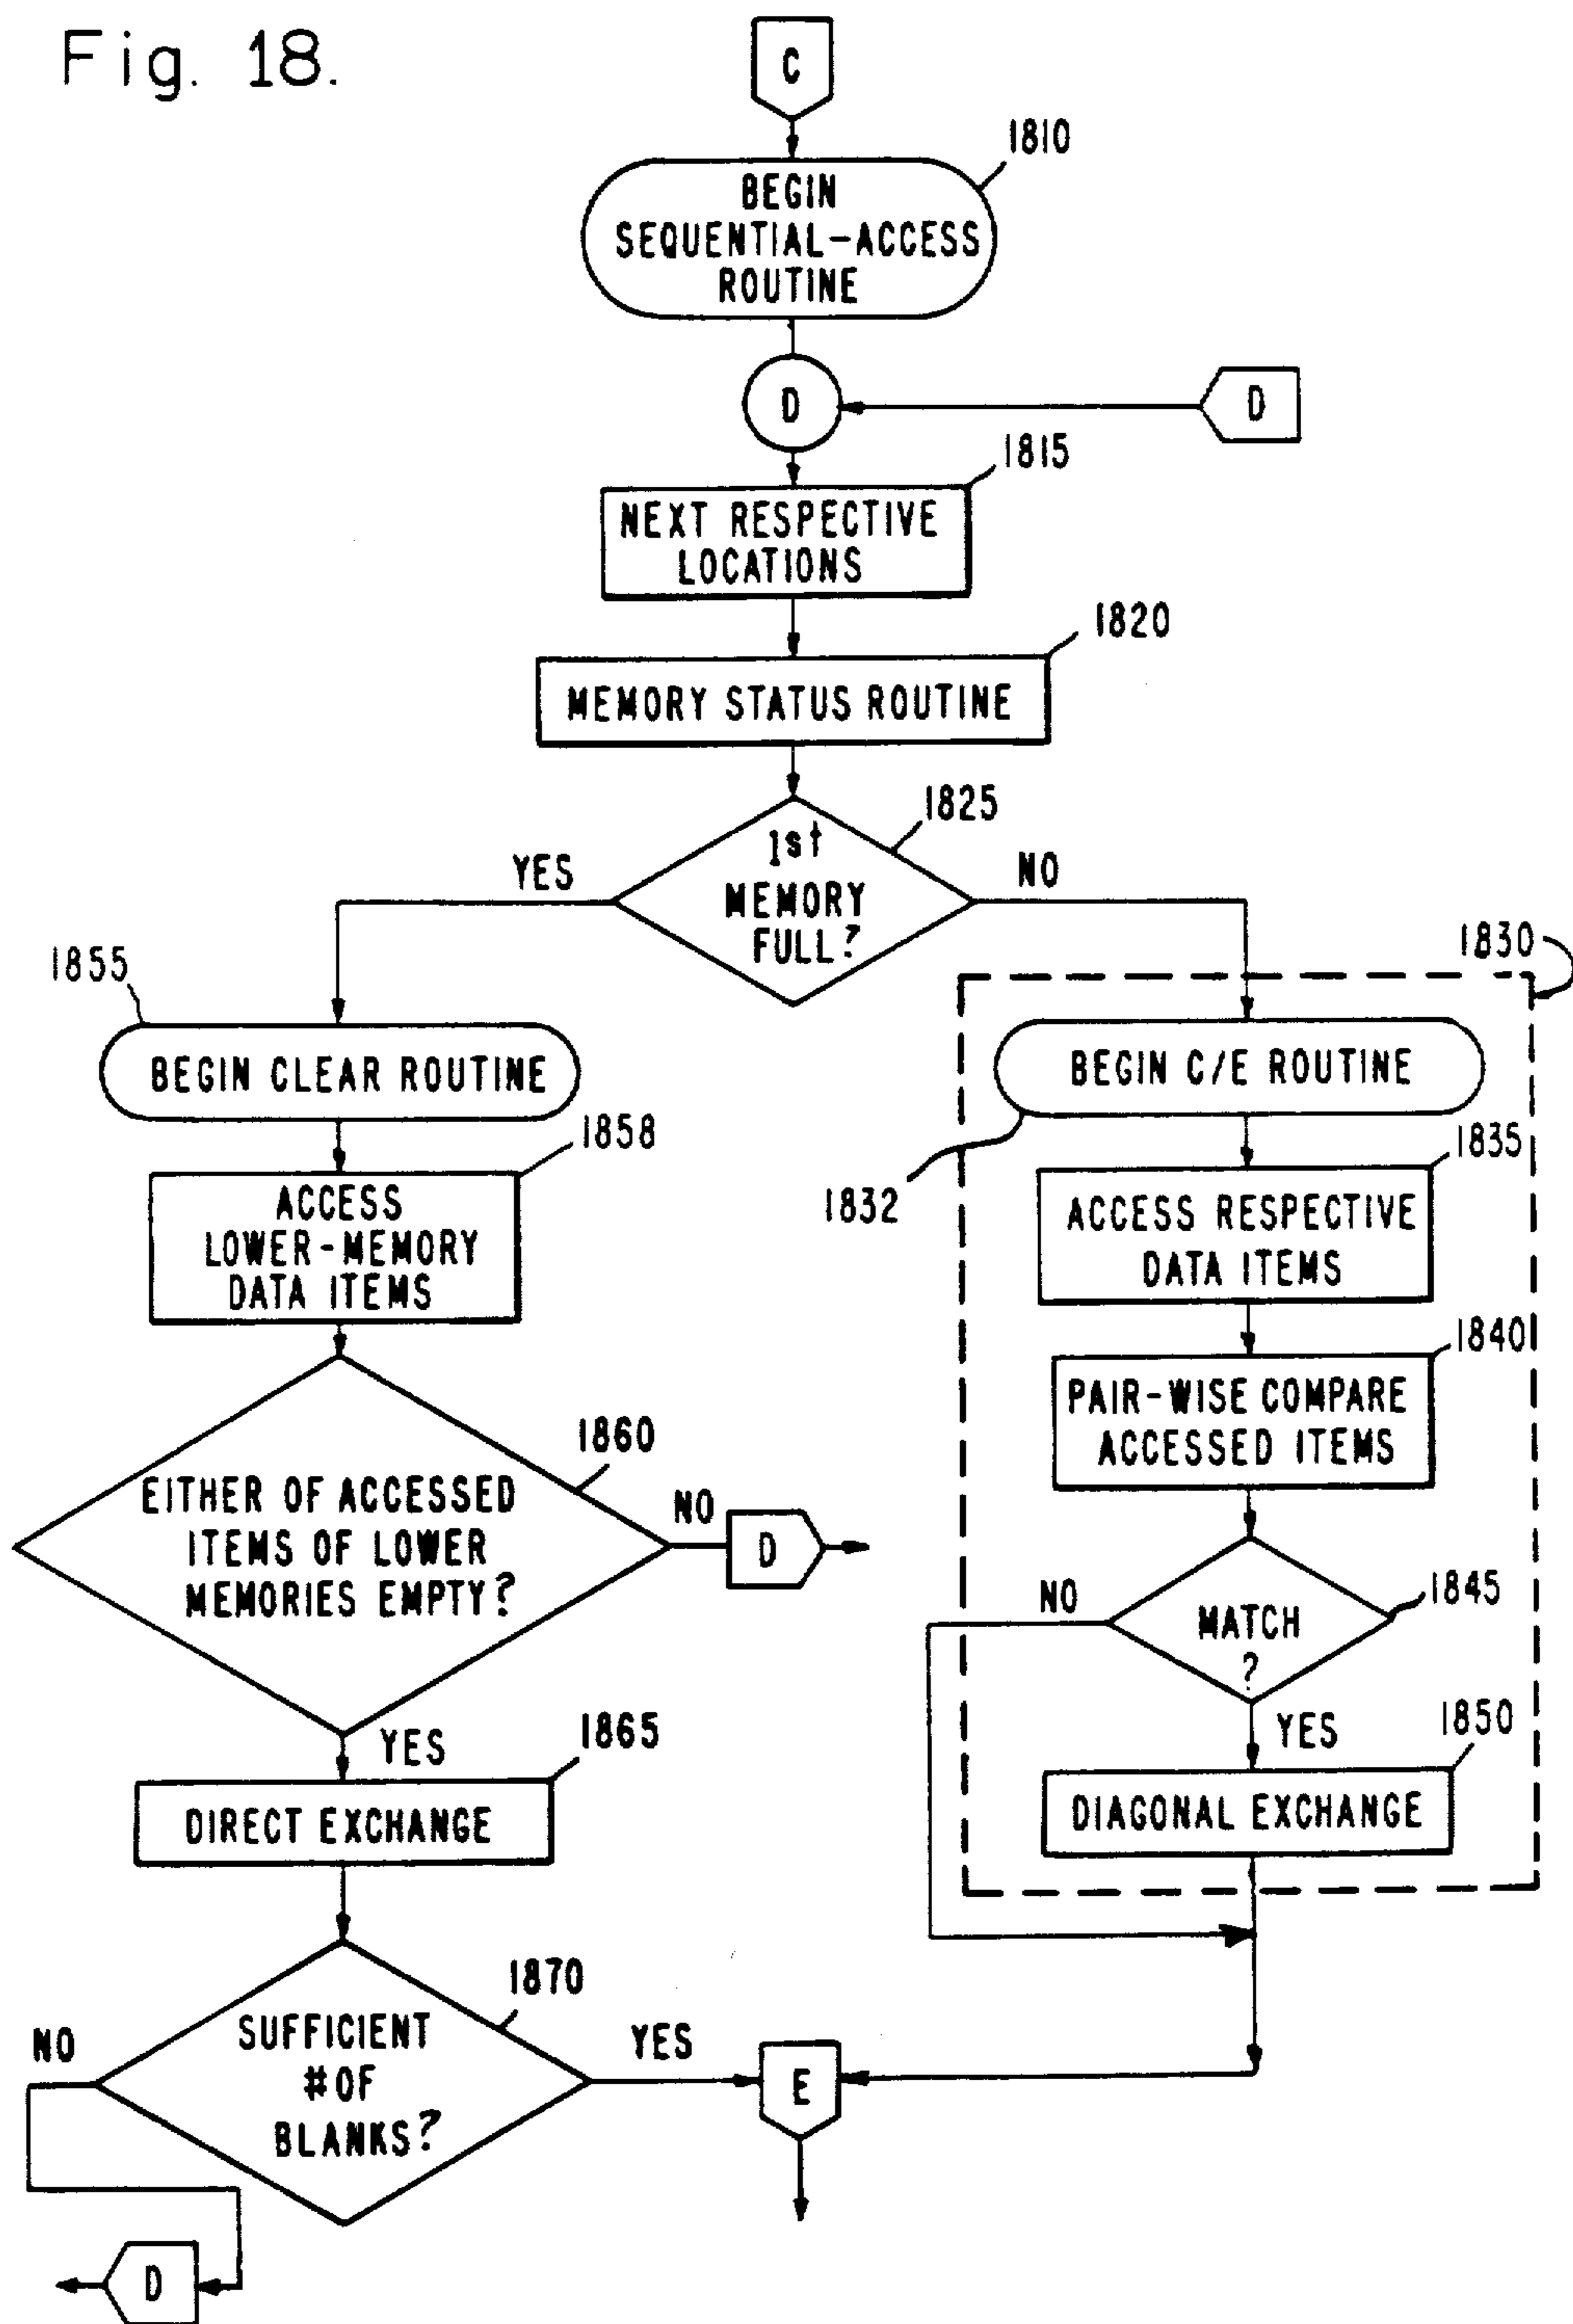 Fig. 18.
C
1810
BEGIN
SEQUENTIAL-ACCESS
ROUTINE
D
D
1815
NEXT RESPECTIVE
LOCATIONS
1820
MEMORY STATUS ROUTINE
1825
1st
MEMORY
FULL?
YES
NO
1830
1855
BEGIN CLEAR ROUTINE
BEGIN C/E ROUTINE
1832
1858
ACCESS
LOWER-MEMORY
DATA ITEMS
1835
ACCESS RESPECTIVE
DATA ITEMS
1840
PAIR-WISE COMPARE
ACCESSED ITEMS
1860
EITHER OF ACCESSED
ITEMS OF LOWER
MEMORIES EMPTY?
NO
D
1845
MATCH
?
NO
YES
YES
1865
DIRECT EXCHANGE
1850
DIAGONAL EXCHANGE
1870
SUFFICIENT
#OF
BLANKS?
NO
YES
E
D